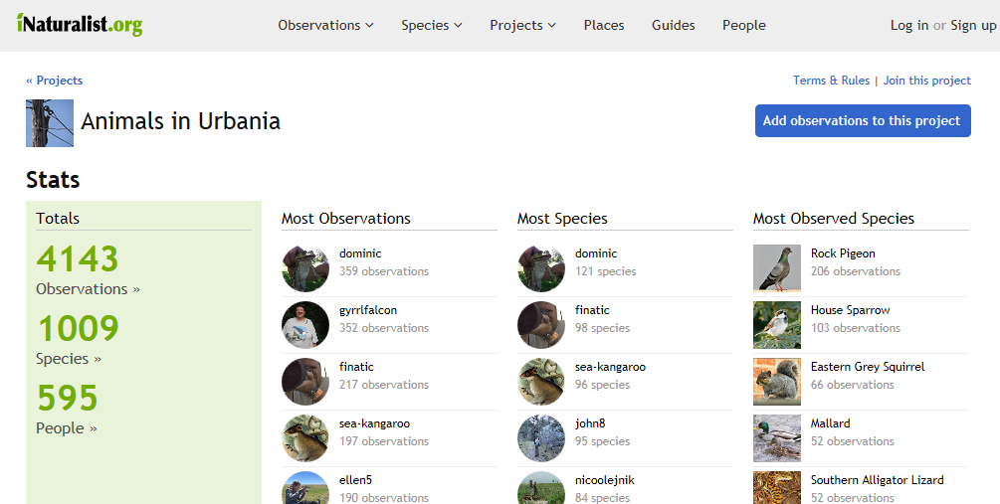 iNaturalist.org
Observations
Species
Projects
Places
Guides
People
Log in or Sign up
« Projects
Terms & Rules | Join this project
Animals in Urbania
Add observations to this project
Stats
Totals
4143
Observations »
1009
Species »
595
People »
Most Observations
dominic
359 observations
gyrrlfalcon
352 observations
finatic
217 observations
sea-kangaroo
197 observations
ellen5
190 observations
Most Species
dominic
121 species
finatic
98 species
sea-kangaroo
96 species
john8
95 species
nicoolejnik
84 species
Most Observed Species
Rock Pigeon
206 observations
House Sparrow
103 observations
Eastern Grey Squirrel
66 observations
Mallard
52 observations
Southern Alligator Lizard
52 observations